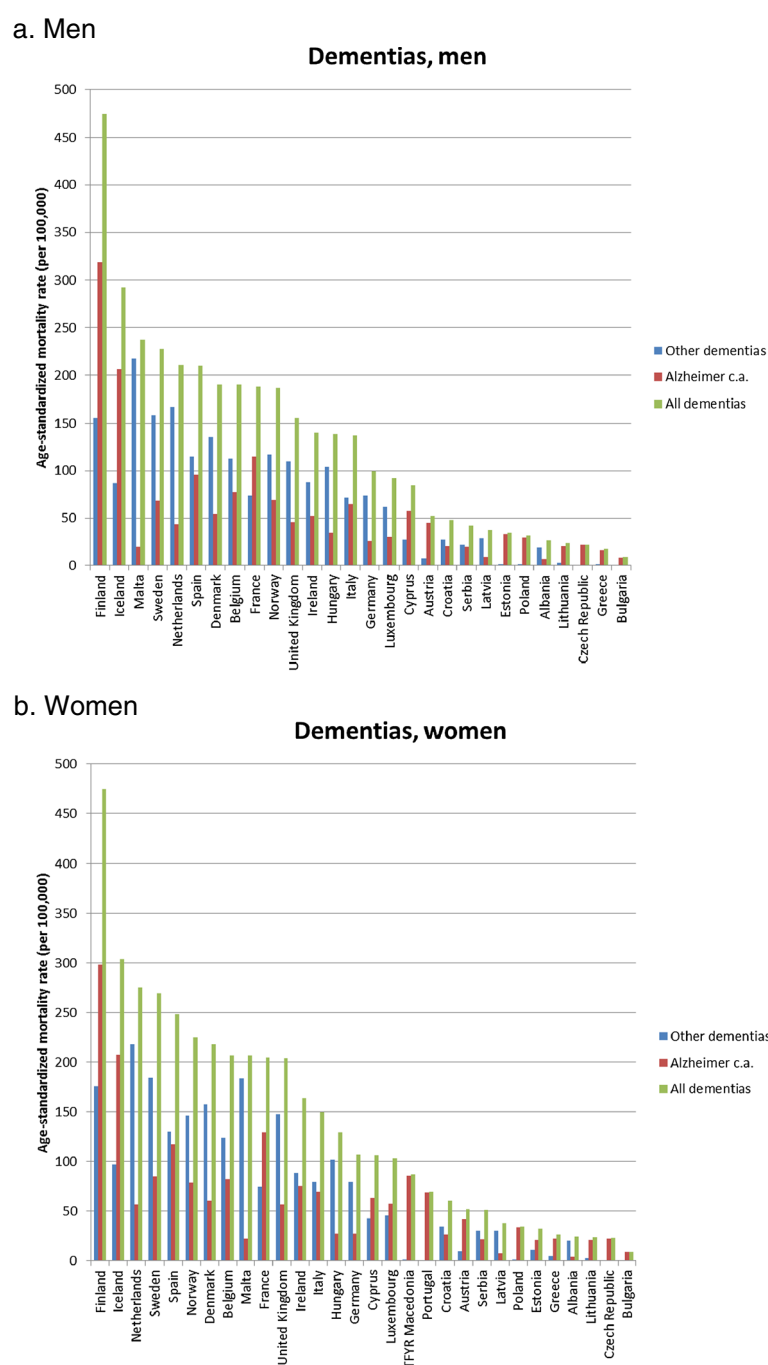 a. Men
Dementias, men
Age-standardized mortality rate (per 100,000)
500
450
400
350
300
250
200
150
100
50
0
Finland
Iceland
Malta
Sweden
Netherlands
Spain
Denmark
Belgium
France
Norway
United Kingdom
Ireland
Hungary
Italy
Germany
Luxembourg
Cyprus
Austria
Croatia
Serbia
Latvia
Estonia
Poland
Albania
Lithuania
Czech Republic
Greece
Bulgaria
Other dementias
Alzheimer c.a.
All dementias
b. Women
Dementias, women
Age-standardized mortality rate (per 100,000)
500
450
400
350
300
250
200
150
100
50
0
Finland
Iceland
Netherlands
Sweden
Spain
Norway
Denmark
Belgium
Malta
France
United Kingdom
Ireland
Italy
Hungary
Germany
Cyprus
Luxembourg
TFYR Macedonia
Portugal
Croatia
Austria
Serbia
Latvia
Poland
Estonia
Greece
Albania
Lithuania
Czech Republic
Bulgaria
Other dementias
Alzheimer c.a.
All dementias